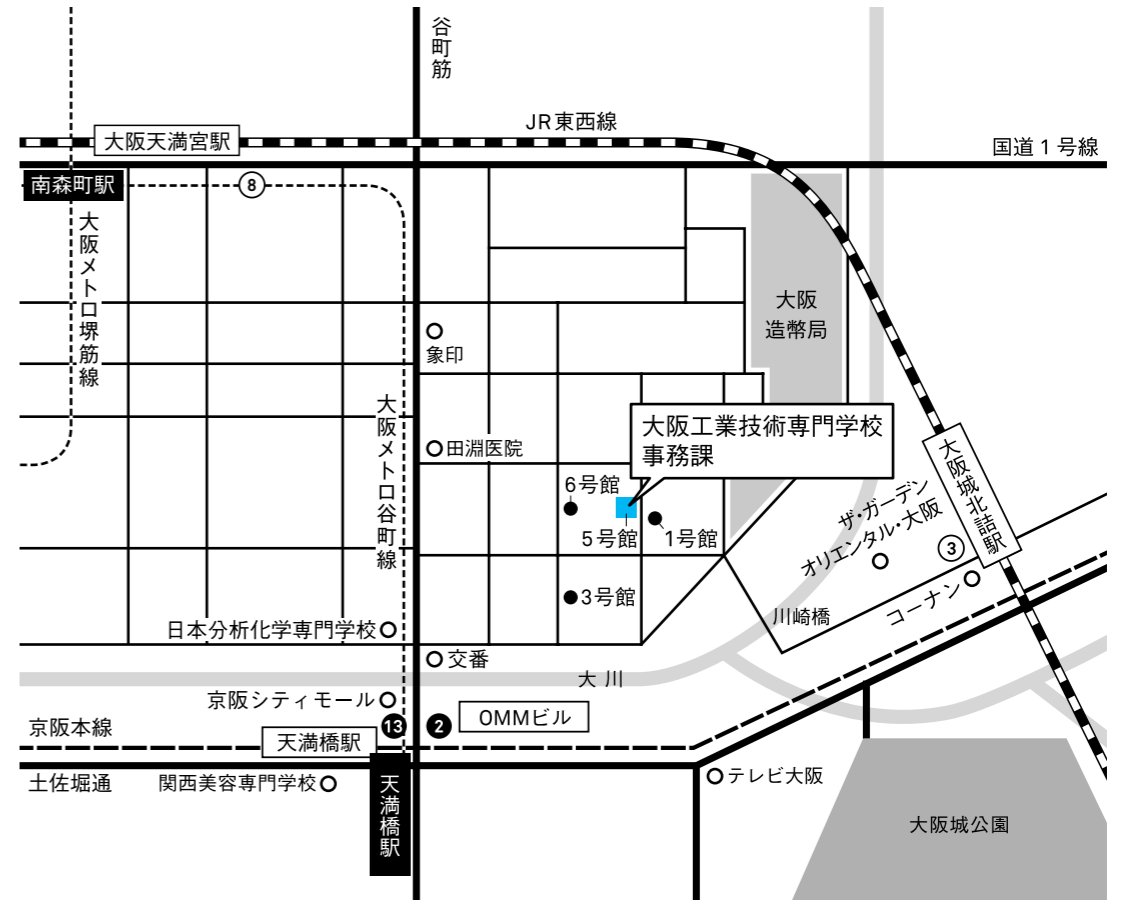 谷町筋
JR東西線
大阪天満宮駅
国道1号線
南森町駅
8
大阪メトロ堺筋線
大阪
造幣局
象印
大阪メトロ谷町線
大阪工業技術専門学校
事務課
田淵医院
大阪城北詰駅
6号館
5号館
1号館
ザ・ガーデン
オリエンタル・大阪
3
コーナン
3号館
川崎橋
日本分析化学専門学校
交番
大川
京阪シティモール
13
2
OMMビル
京阪本線
天満橋駅
土佐堀通
関西美容専門学校
天満橋駅
テレビ大阪
大阪城公園